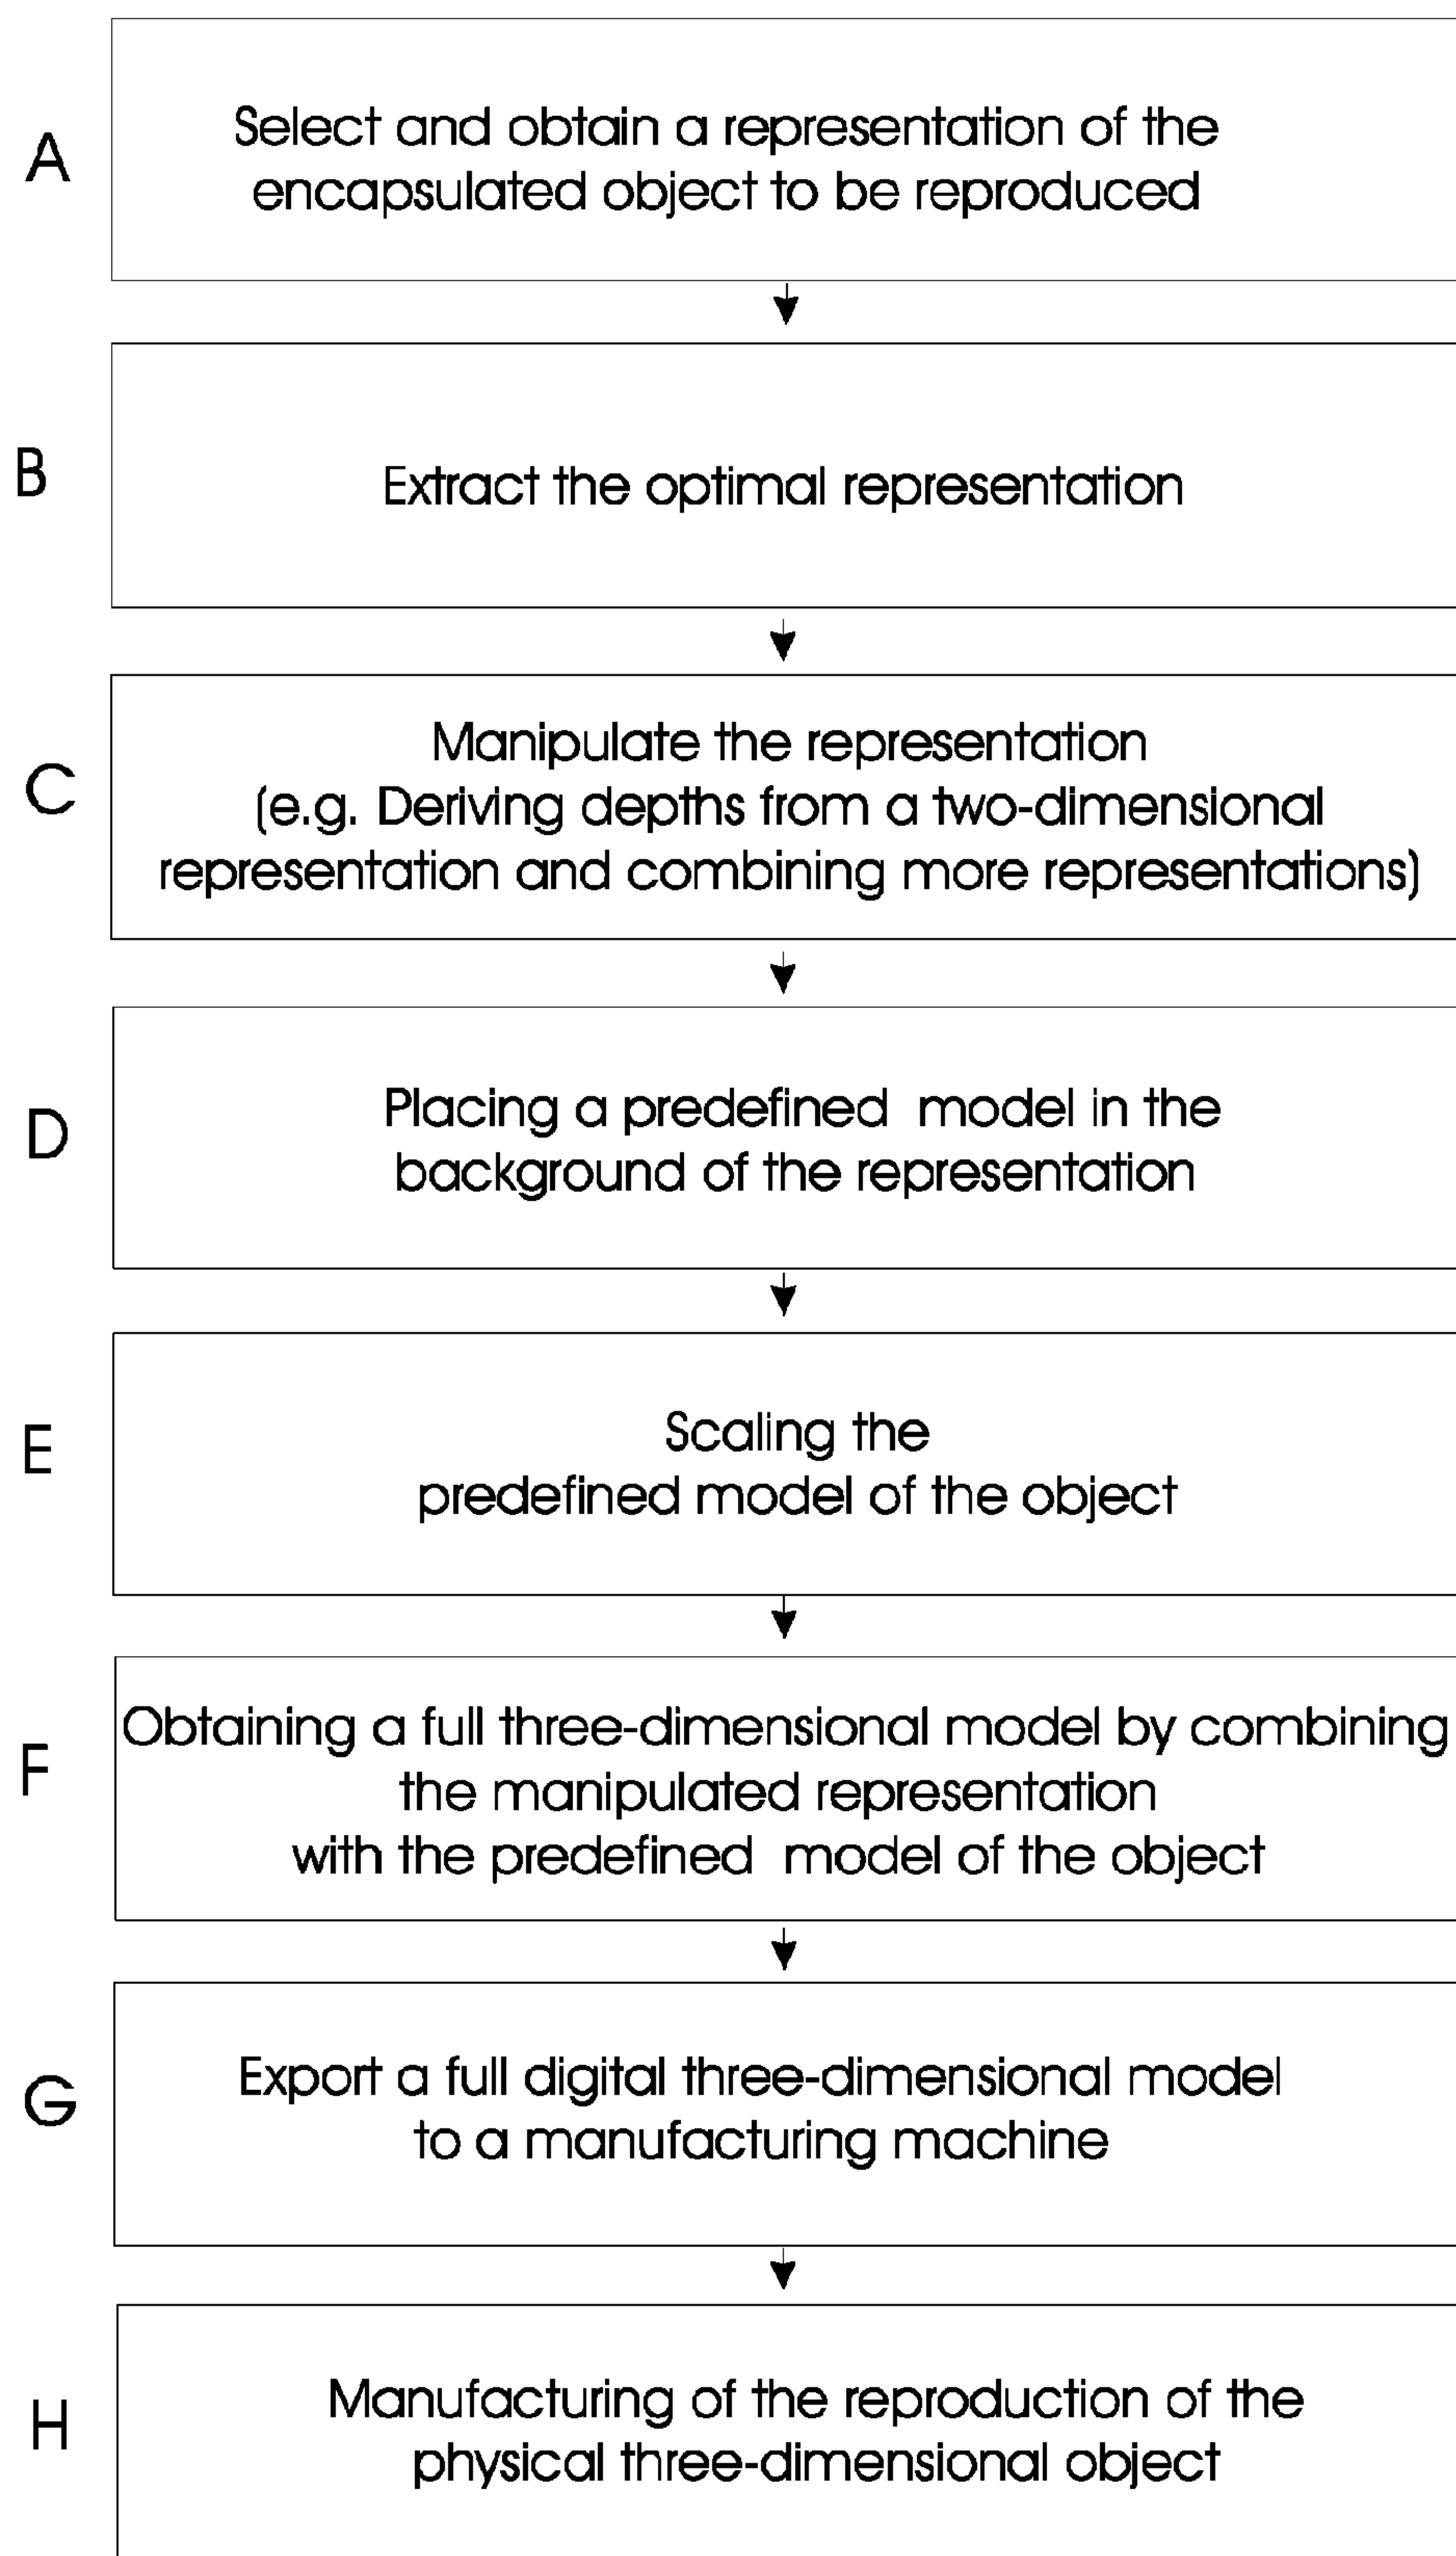 A
Select and obtain a representation of the
encapsulated object to be reproduced
B
Extract the optimal representation
C
Manipulate the representation
(e.g. Deriving depths from a two-dimensional
representation and combining more representations)
D
Placing a predefined model in the
background of the representation
E
Scaling the
predefined model of the object
F
Obtaining a full three-dimensional model by combining
the manipulated representation
with the predefined model of the object
G
Export a full digital three-dimensional model
to a manufacturing machine
H
Manufacturing of the reproduction of the
physical three-dimensional object